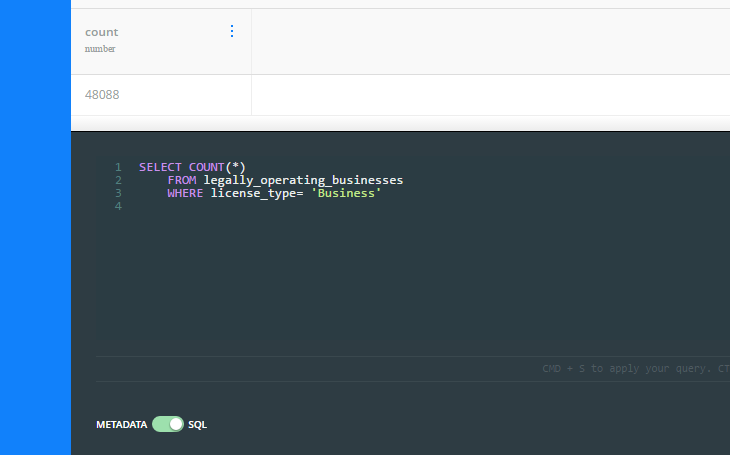 count
number
48088
1 SELECT COUNT(*)
2 FROM legally_operating_businesses
3 WHERE license_type= 'Business'
4
CMD + S to apply your query. CT
METADATA SQL